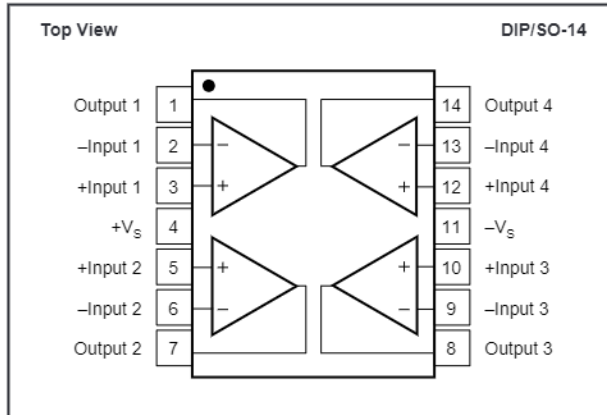 Top View DIP/SO-14
Output 1 1 14 Output 4
–Input 1 2 – – 13 –Input 4
+Input 1 3 + + 12 +Input 4
+VS 4 11 –VS
+Input 2 5 + + 10 +Input 3
–Input 2 6 – – 9 –Input 3
Output 2 7 8 Output 3